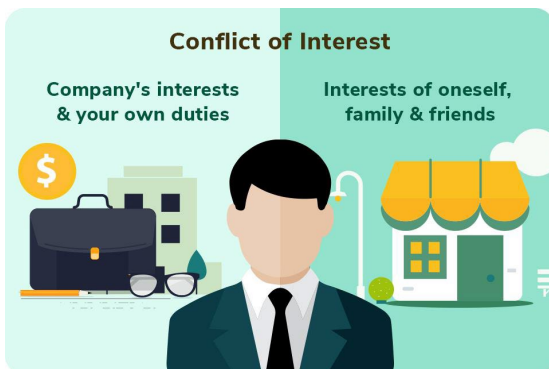 Conflict of Interest
Company's interests
& your own duties
Interests of oneself,
family & friends
$